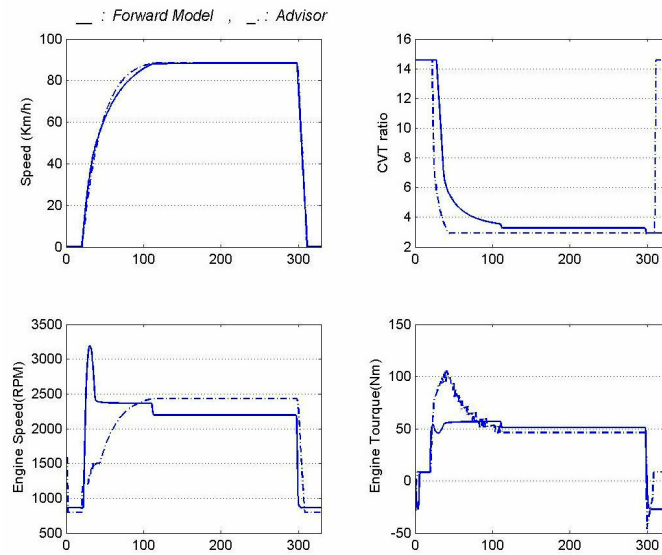 __ : Forward Model , _. : Advisor
100
80
60
40
20
0
Speed (Km/h)
0 100 200 300
16
14
12
10
8
6
4
2
CVT ratio
0 100 200 300
3500
3000
2500
2000
1500
1000
500
Engine Speed(RPM)
0 100 200 300
150
100
50
0
-50
Engine Tourque(Nm)
0 100 200 300